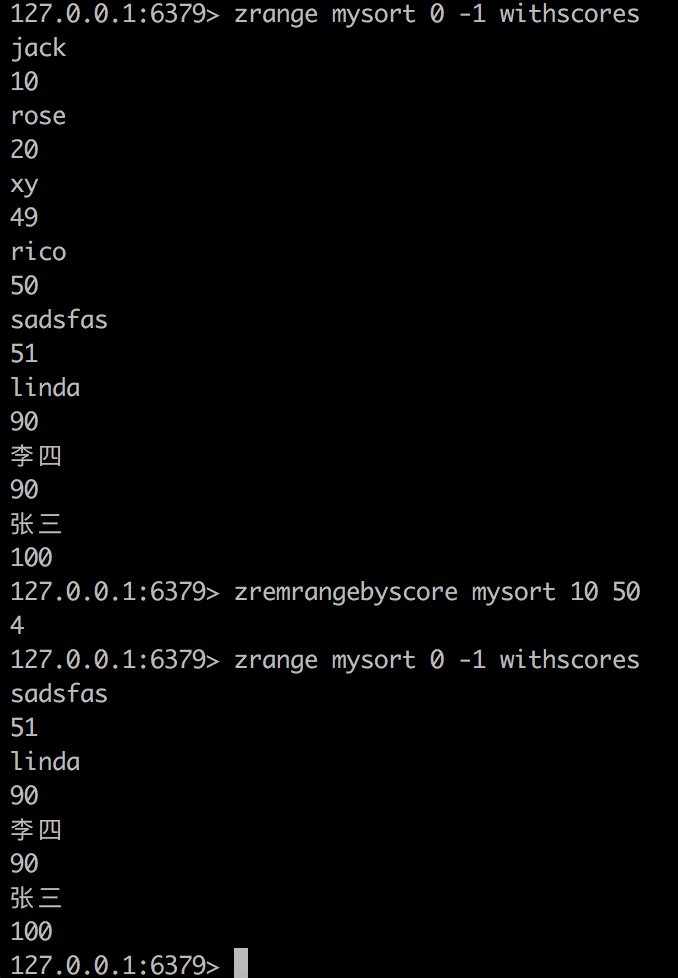 127.0.0.1:6379> zrange mysort 0 -1 withscores
jack
10
rose
20
xy
49
rico
50
sadsfas
51
linda
90
李四
90
张三
100
127.0.0.1:6379> zremrangebyscore mysort 10 50
4
127.0.0.1:6379> zrange mysort 0 -1 withscores
sadsfas
51
linda
90
李四
90
张三
100
127.0.0.1:6379>